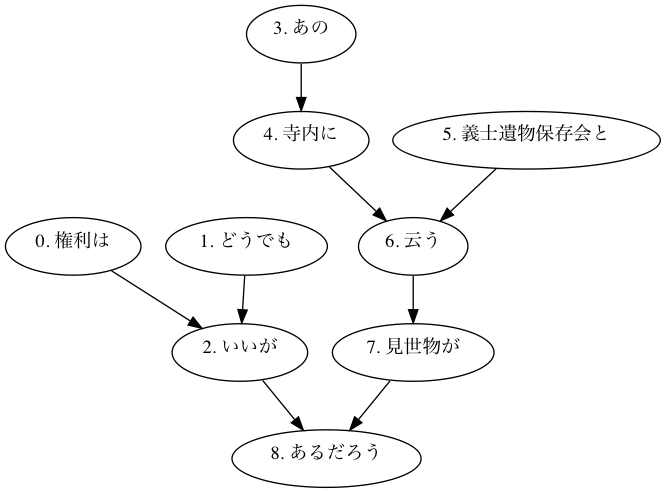 3. あの
4. 寺内に
5. 義士遺物保存会と
0. 権利は
1. どうでも
6. 云う
2. いいが
7. 見世物が
8. あるだろう